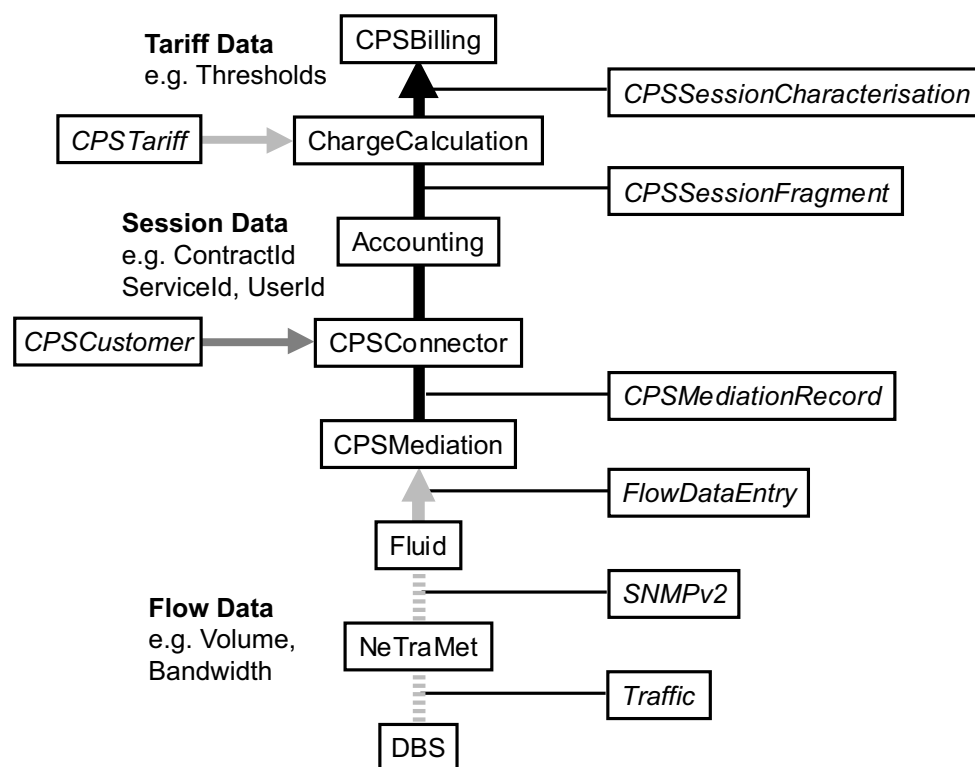 Tariff Data
e.g. Thresholds
CPSBilling
CPSSessionCharacterisation
CPSTariff
ChargeCalculation
CPSSessionFragment
Session Data
e.g. ContractId
ServiceId, UserId
Accounting
CPSCustomer
CPSConnector
CPSMediationRecord
CPSMediation
FlowDataEntry
Fluid
SNMPv2
Flow Data
e.g. Volume,
Bandwidth
NeTraMet
Traffic
DBS